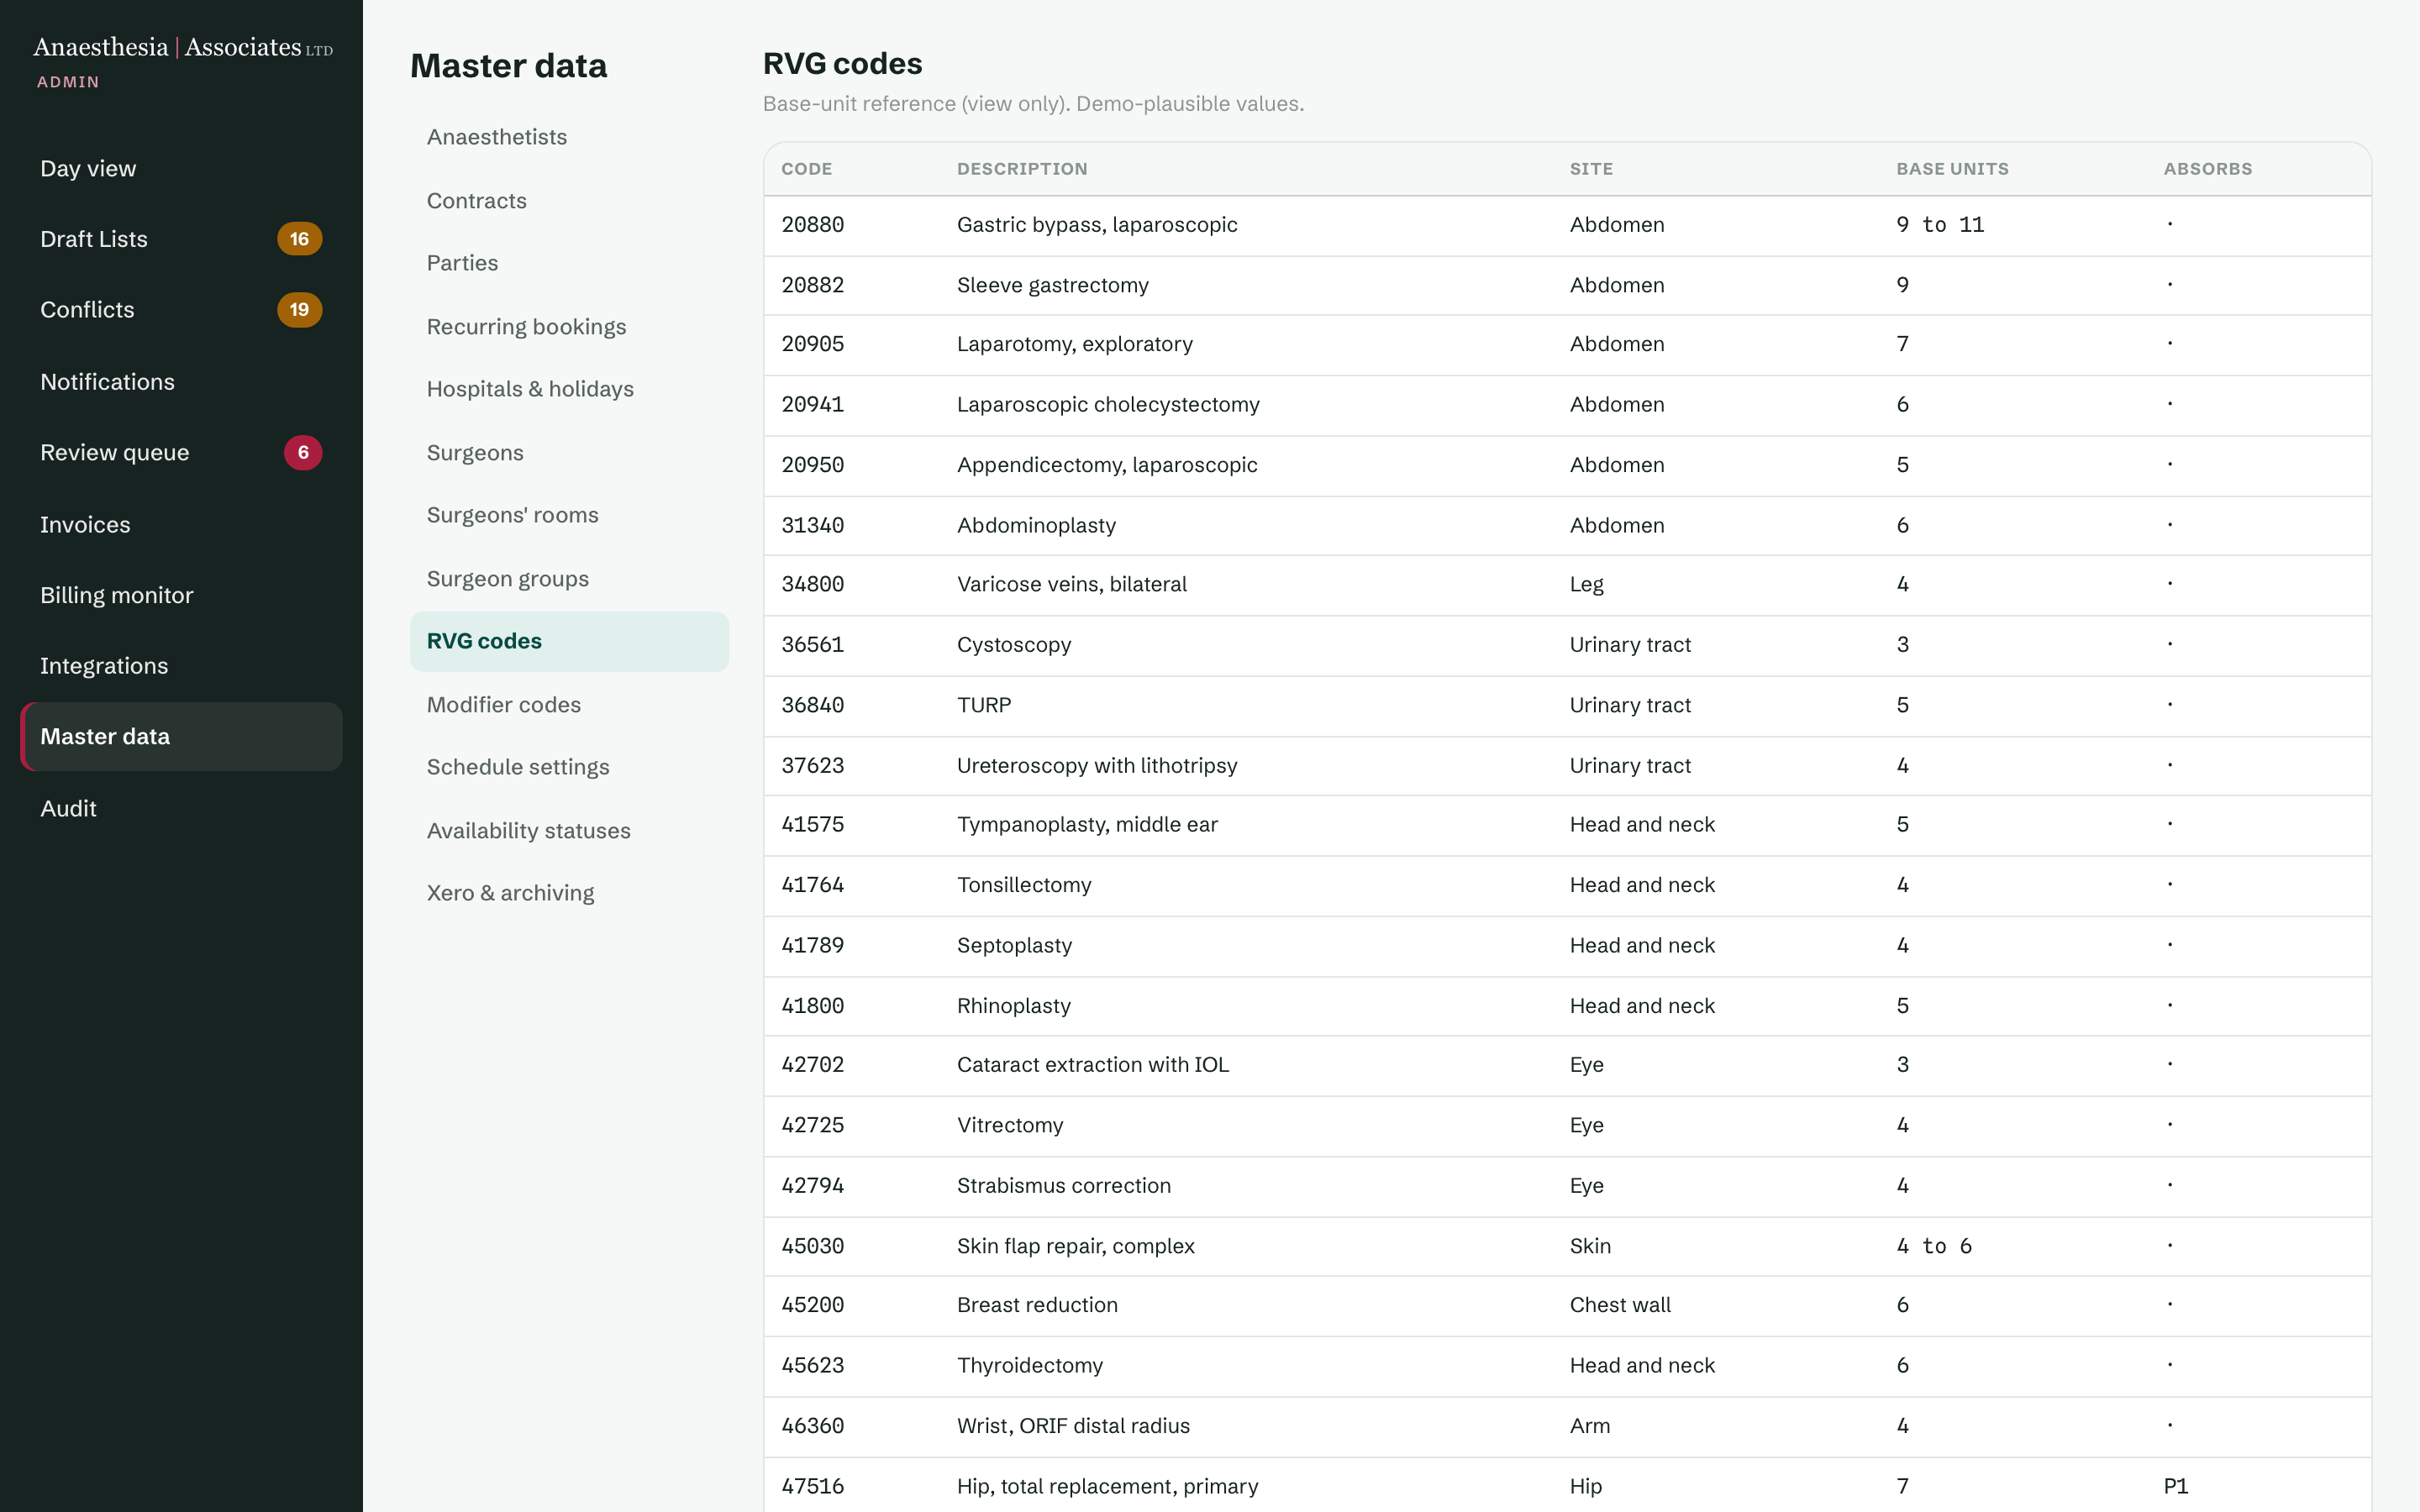 Anaesthesia | Associates LTD
ADMIN
Day view
Draft Lists 16
Conflicts 19
Notifications
Review queue 6
Invoices
Billing monitor
Integrations
Master data
Audit
Master data
Anaesthetists
Contracts
Parties
Recurring bookings
Hospitals & holidays
Surgeons
Surgeons' rooms
Surgeon groups
RVG codes
Modifier codes
Schedule settings
Availability statuses
Xero & archiving
RVG codes
Base-unit reference (view only). Demo-plausible values.
CODE DESCRIPTION SITE BASE UNITS ABSORBS
20880 Gastric bypass, laparoscopic Abdomen 9 to 11 ·
20882 Sleeve gastrectomy Abdomen 9 ·
20905 Laparotomy, exploratory Abdomen 7 ·
20941 Laparoscopic cholecystectomy Abdomen 6 ·
20950 Appendicectomy, laparoscopic Abdomen 5 ·
31340 Abdominoplasty Abdomen 6 ·
34800 Varicose veins, bilateral Leg 4 ·
36561 Cystoscopy Urinary tract 3 ·
36840 TURP Urinary tract 5 ·
37623 Ureteroscopy with lithotripsy Urinary tract 4 ·
41575 Tympanoplasty, middle ear Head and neck 5 ·
41764 Tonsillectomy Head and neck 4 ·
41789 Septoplasty Head and neck 4 ·
41800 Rhinoplasty Head and neck 5 ·
42702 Cataract extraction with IOL Eye 3 ·
42725 Vitrectomy Eye 4 ·
42794 Strabismus correction Eye 4 ·
45030 Skin flap repair, complex Skin 4 to 6 ·
45200 Breast reduction Chest wall 6 ·
45623 Thyroidectomy Head and neck 6 ·
46360 Wrist, ORIF distal radius Arm 4 ·
47516 Hip, total replacement, primary Hip 7 P1